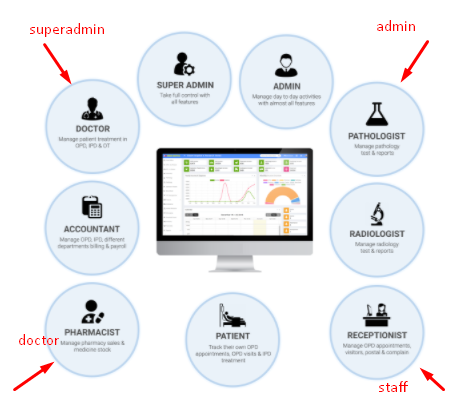 superadmin
admin
SUPER ADMIN
Take full control with
all features
ADMIN
Manage day to day activities
with almost all features
DOCTOR
Manage patient treatment in
OPD, IPD & OT
PATHOLOGIST
Manage pathology
test & reports
ACCOUNTANT
Manage OPD, IPD, different
departments billing & payroll
RADIOLOGIST
Manage radiology
test & reports
PHARMACIST
Manage pharmacy sales &
medicine stock
doctor
PATIENT
Track their own OPD
appointments, OPD visits & IPD
treatment
RECEPTIONIST
Manage OPD appointments,
visitors, postal & complain
staff